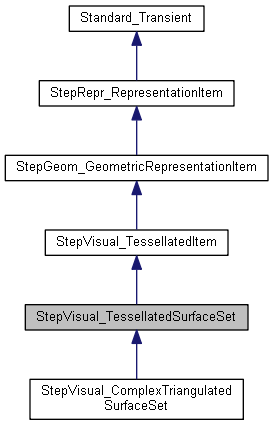 Standard_Transient
StepRepr_RepresentationItem
StepGeom_GeometricRepresentationItem
StepVisual_TessellatedItem
StepVisual_TessellatedSurfaceSet
StepVisual_ComplexTriangulated
SurfaceSet